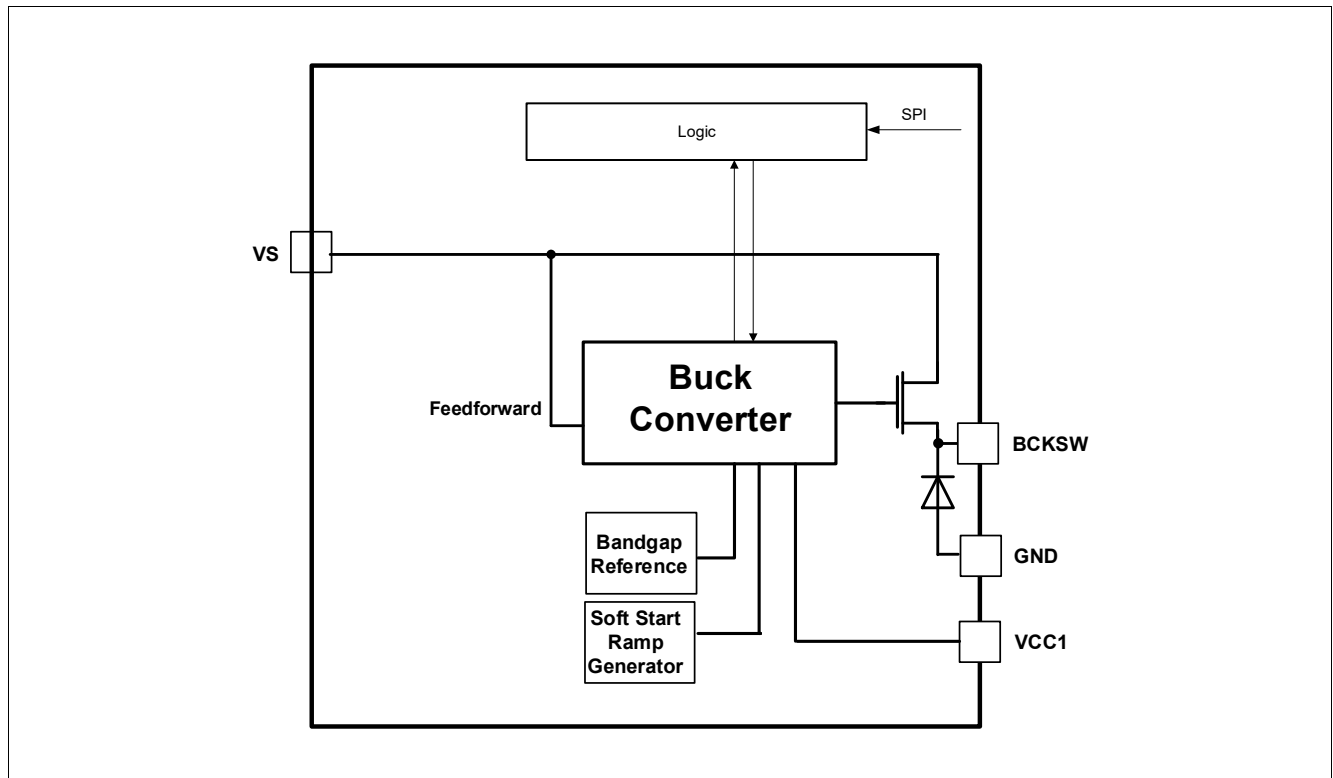 SPI
Logic
VS
Buck
Converter
Feedforward
BCKSW
Bandgap
Reference
GND
Soft Start
Ramp
Generator
VCC1